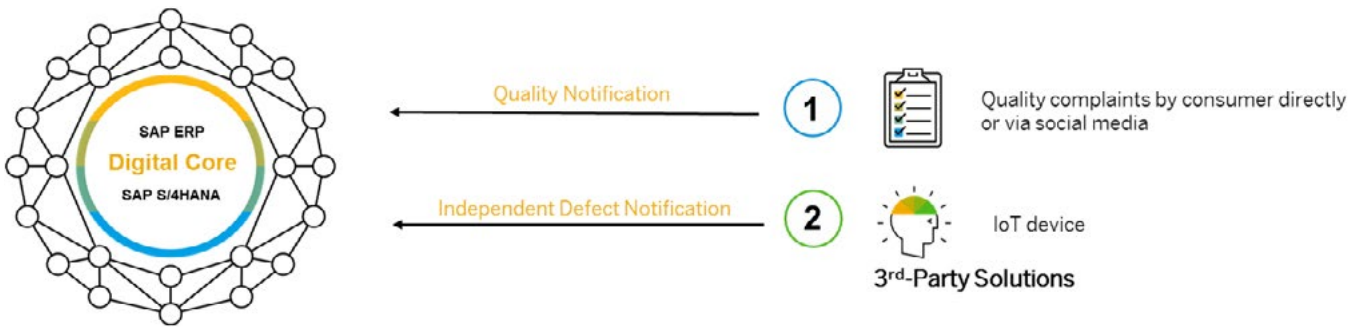 SAP ERP
Digital Core
SAP S/4HANA
Quality Notification
1
Quality complaints by consumer directly
or via social media
Independent Defect Notification
2
IoT device
3rd-Party Solutions